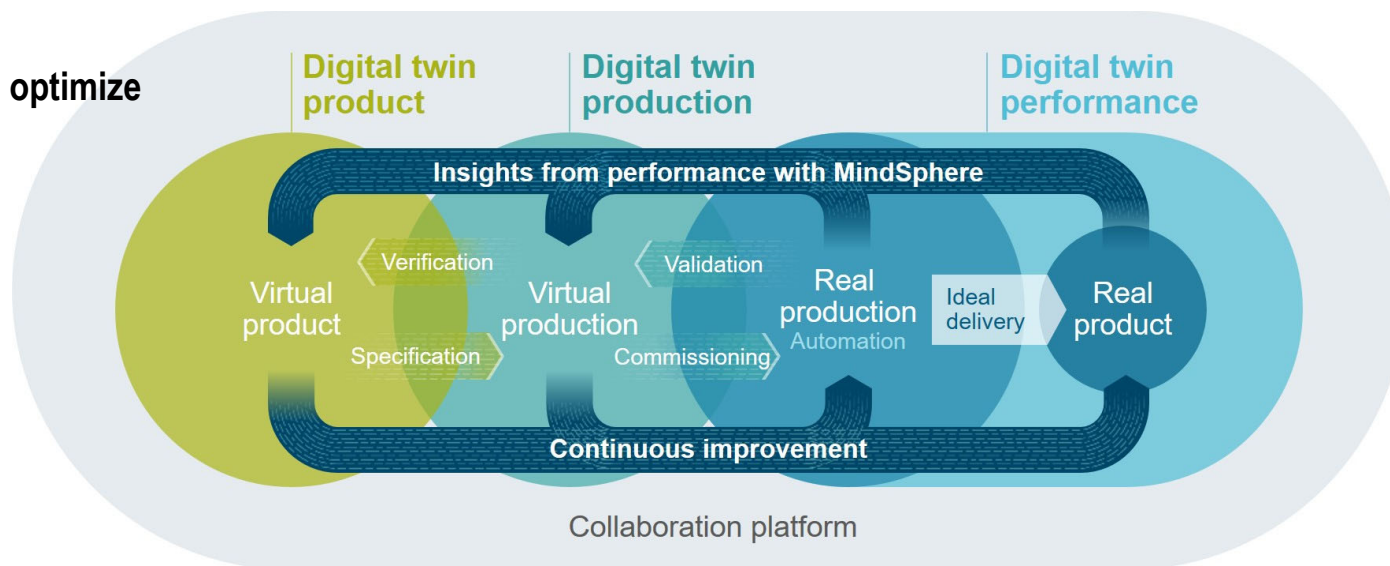 optimize
Digital twin
product
Digital twin
production
Digital twin
performance
Insights from performance with MindSphere
Verification
Validation
Virtual
product
Virtual
production
Real
production
Automation
Ideal
delivery
Real
product
Specification
Commissioning
Continuous improvement
Collaboration platform